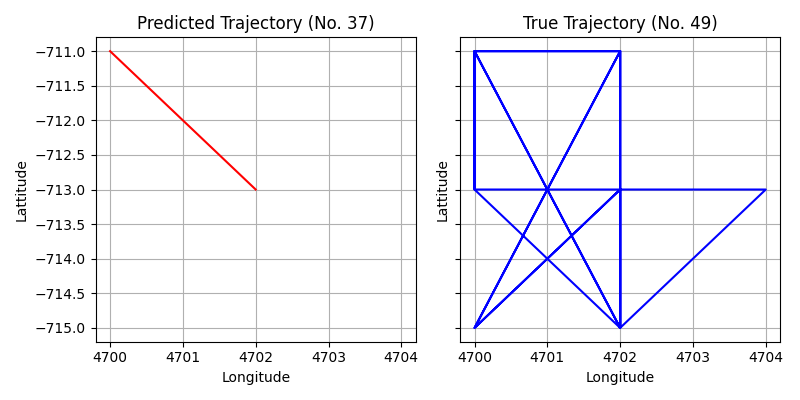 Predicted Trajectory (No. 37)
True Trajectory (No. 49)
−711.0
−711.5
−712.0
−712.5
−713.0
−713.5
−714.0
−714.5
−715.0
Lattitude
Lattitude
4700 4701 4702 4703 4704
4700 4701 4702 4703 4704
Longitude
Longitude